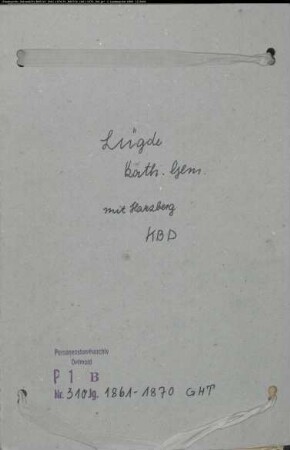 Lügde
Kath. Gem.
mit Harzberg
KBD
Personenstandsarchiv
Detmold
P 1 B
Nr. 310 Jg. 1861-1870 GHT